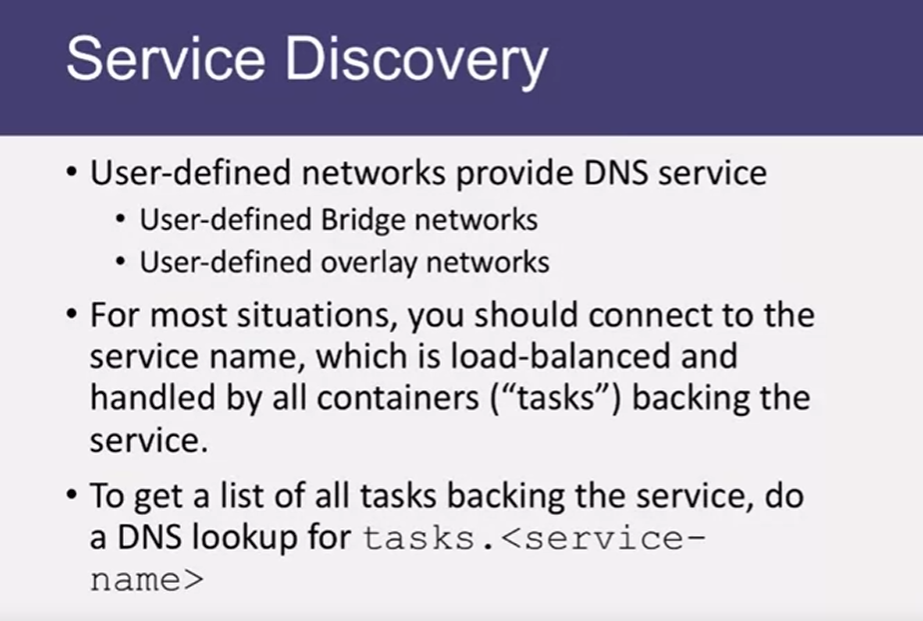 Service Discovery
• User-defined networks provide DNS service
• User-defined Bridge networks
• User-defined overlay networks
• For most situations, you should connect to the
service name, which is load-balanced and
handled by all containers (“tasks”) backing the
service.
• To get a list of all tasks backing the service, do
a DNS lookup for tasks.<service-
name>